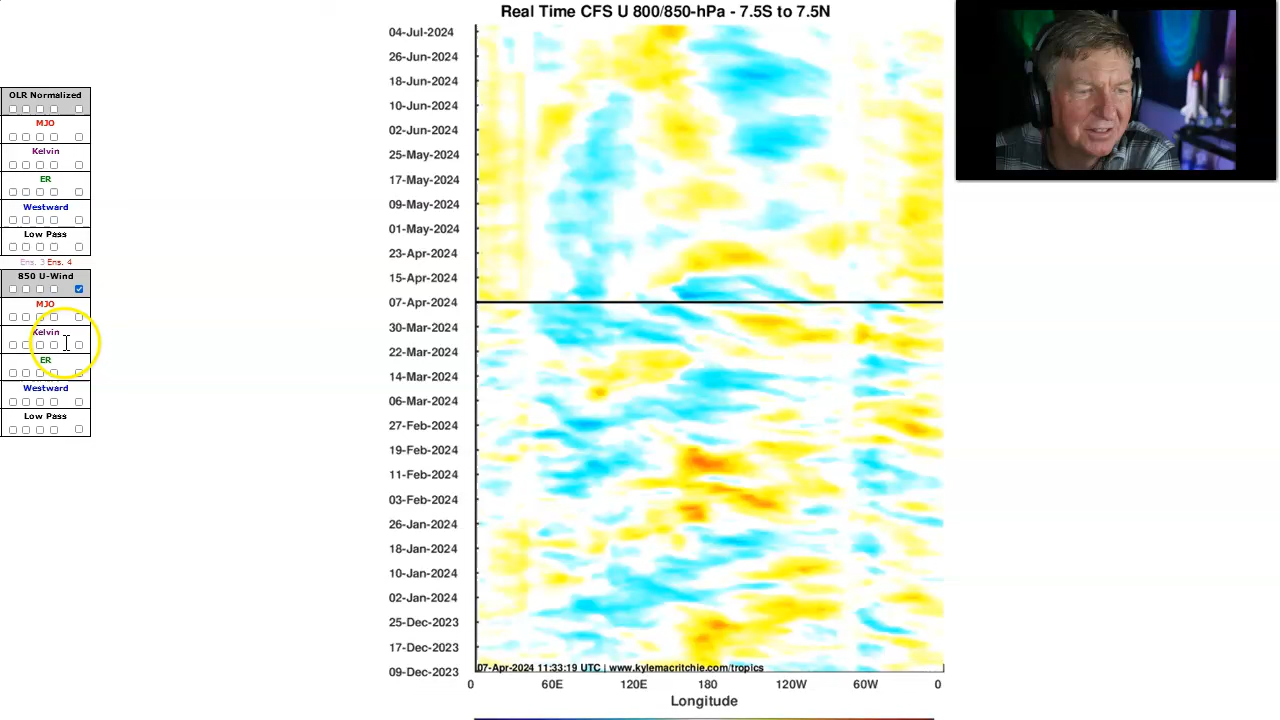 Real Time CFS U 800/850-hPa - 7.5S to 7.5N
OLR Normalized
MJO
Kelvin
ER
Westward
Low Pass
Ens. 3 Ens. 4
850 U-Wind
MJO
Kelvin
ER
Westward
Low Pass
04-Jul-2024
26-Jun-2024
18-Jun-2024
10-Jun-2024
02-Jun-2024
25-May-2024
17-May-2024
09-May-2024
01-May-2024
23-Apr-2024
15-Apr-2024
07-Apr-2024
30-Mar-2024
22-Mar-2024
14-Mar-2024
06-Mar-2024
27-Feb-2024
19-Feb-2024
11-Feb-2024
03-Feb-2024
26-Jan-2024
18-Jan-2024
10-Jan-2024
02-Jan-2024
25-Dec-2023
17-Dec-2023
09-Dec-2023
07-Apr-2024 11:33:19 UTC | www.kylemacritchie.com/tropics
0 60E 120E 180 120W 60W 0
Longitude